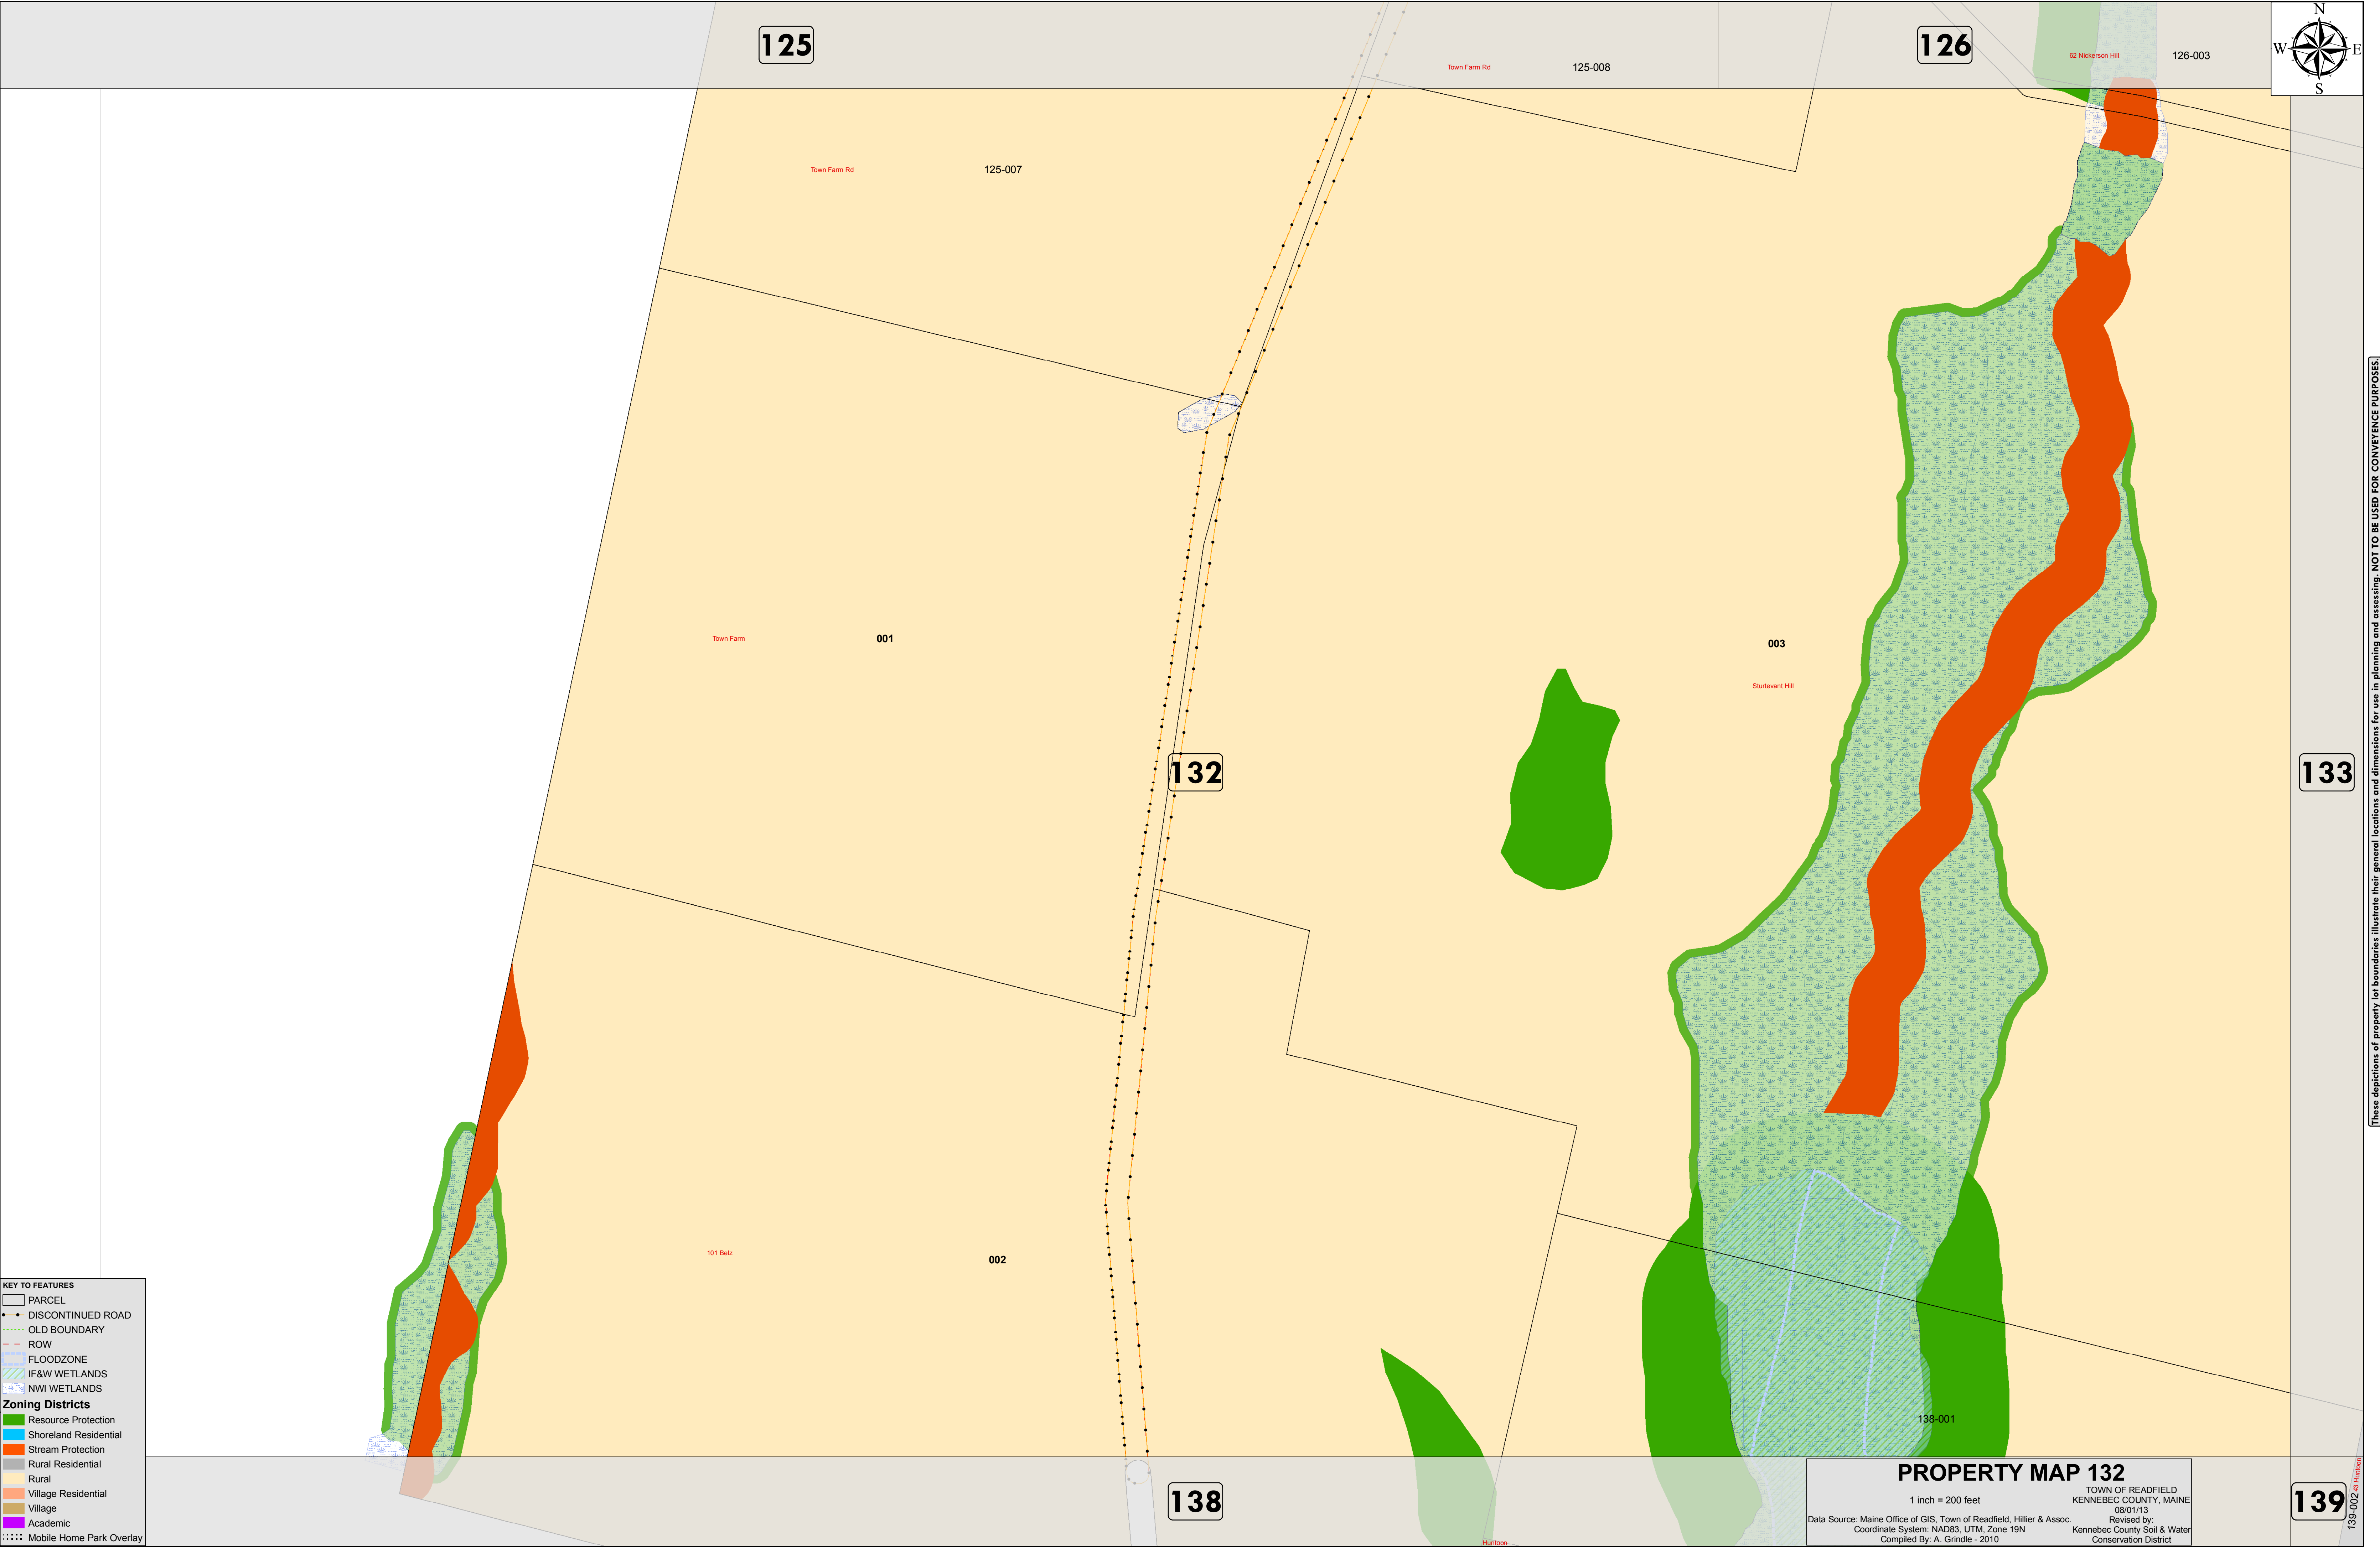 125
126
N
W
E
S
Town Farm Rd
125-008
62 Nickerson Hill
126-003
Town Farm Rd
125-007
Town Farm
001
003
Sturtevant Hill
132
133
These depictions of property lot boundaries illustrate their general locations and dimensions for use in planning and assessing. NOT TO BE USED FOR CONVEYENCE PURPOSES.
101 Belz
002
138-001
KEY TO FEATURES
PARCEL
DISCONTINUED ROAD
OLD BOUNDARY
ROW
FLOODZONE
IF&W WETLANDS
NWI WETLANDS
Zoning Districts
Resource Protection
Shoreland Residential
Stream Protection
Rural Residential
Rural
Village Residential
Village
Academic
Mobile Home Park Overlay
138
Huntoon
PROPERTY MAP 132
1 inch = 200 feet
Data Source: Maine Office of GIS, Town of Readfield, Hillier & Assoc.
Coordinate System: NAD83, UTM, Zone 19N
Compiled By: A. Grindle - 2010
TOWN OF READFIELD
KENNEBEC COUNTY, MAINE
08/01/13
Revised by:
Kennebec County Soil & Water
Conservation District
139
139-002
43 Huntoon